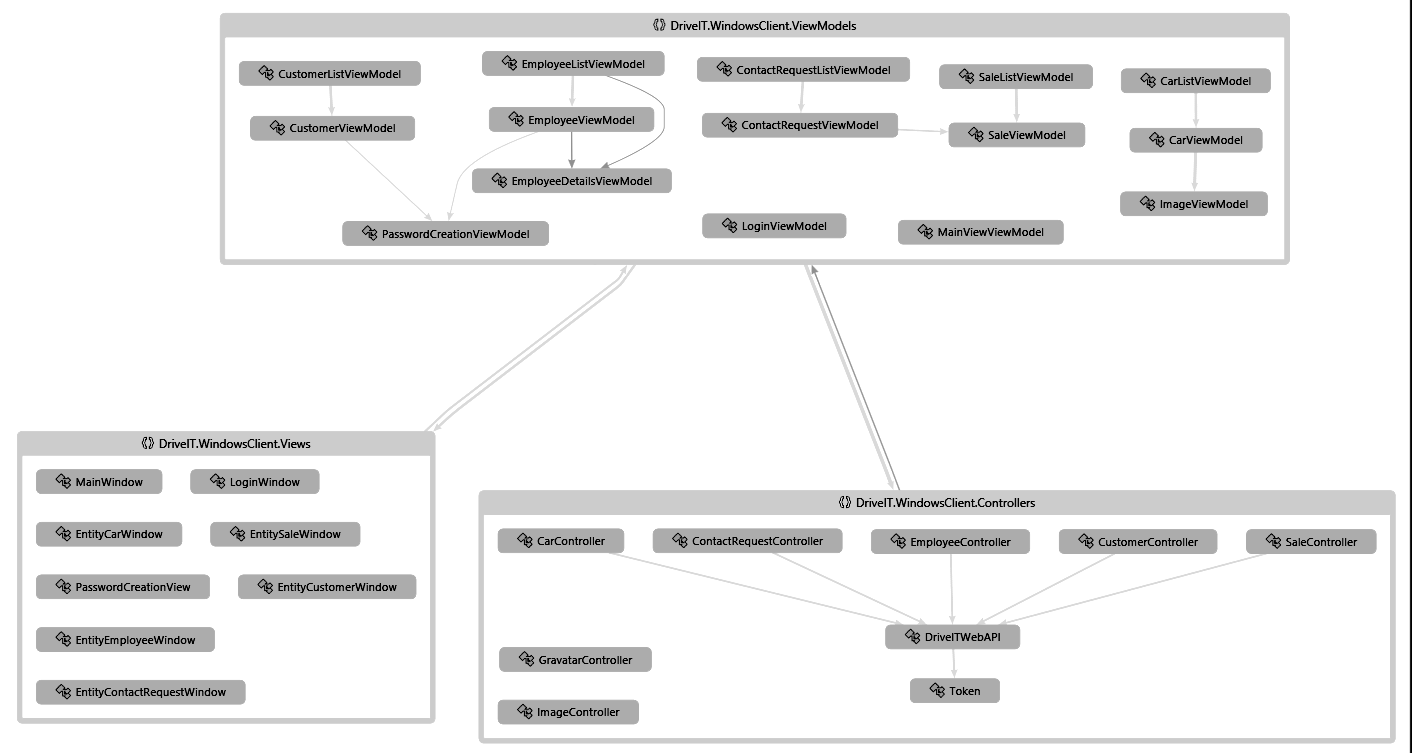 DriveIT.WindowsClient.ViewModels
CustomerListViewModel
EmployeeListViewModel
ContactRequestListViewModel
SaleListViewModel
CarListViewModel
CustomerViewModel
EmployeeViewModel
ContactRequestViewModel
SaleViewModel
CarViewModel
EmployeeDetailsViewModel
ImageViewModel
PasswordCreationViewModel
LoginViewModel
MainViewViewModel
DriveIT.WindowsClient.Views
MainWindow
LoginWindow
EntityCarWindow
EntitySaleWindow
PasswordCreationView
EntityCustomerWindow
EntityEmployeeWindow
EntityContactRequestWindow
DriveIT.WindowsClient.Controllers
CarController
ContactRequestController
EmployeeController
CustomerController
SaleController
DriveITWebAPI
GravatarController
Token
ImageController